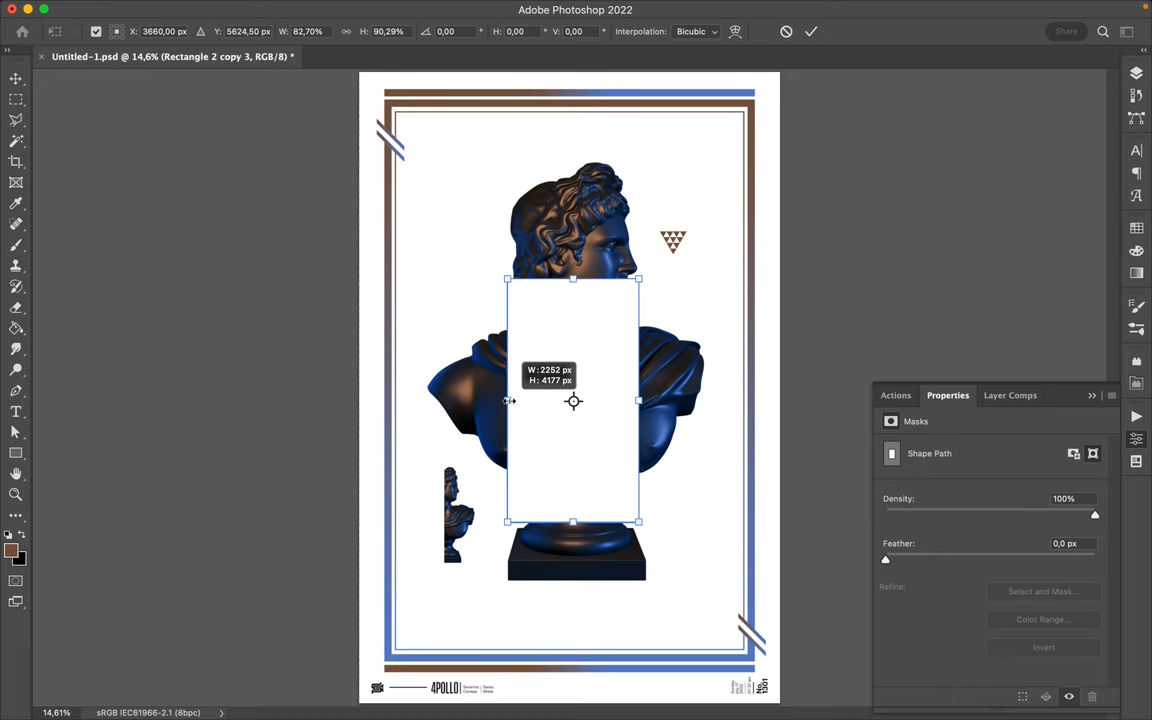 Adobe Photoshop 2022
X: 3660,00 px Y: 5624,50 px W: 82,70% H: 90,29% 0,00 ° H: 0,00 ° V: 0,00 ° Interpolation: Bicubic Share
Untitled-1.psd @ 14,6% (Rectangle 2 copy 3, RGB/8) *
W: 2252 px
H: 4177 px
Actions Properties Layer Comps
Masks
Shape Path
Density: 100%
Feather: 0,0 px
Refine: Select and Mask...
Color Range...
Invert
4POLLO
No. 1301
14,61% sRGB IEC61966-2.1 (8bpc)